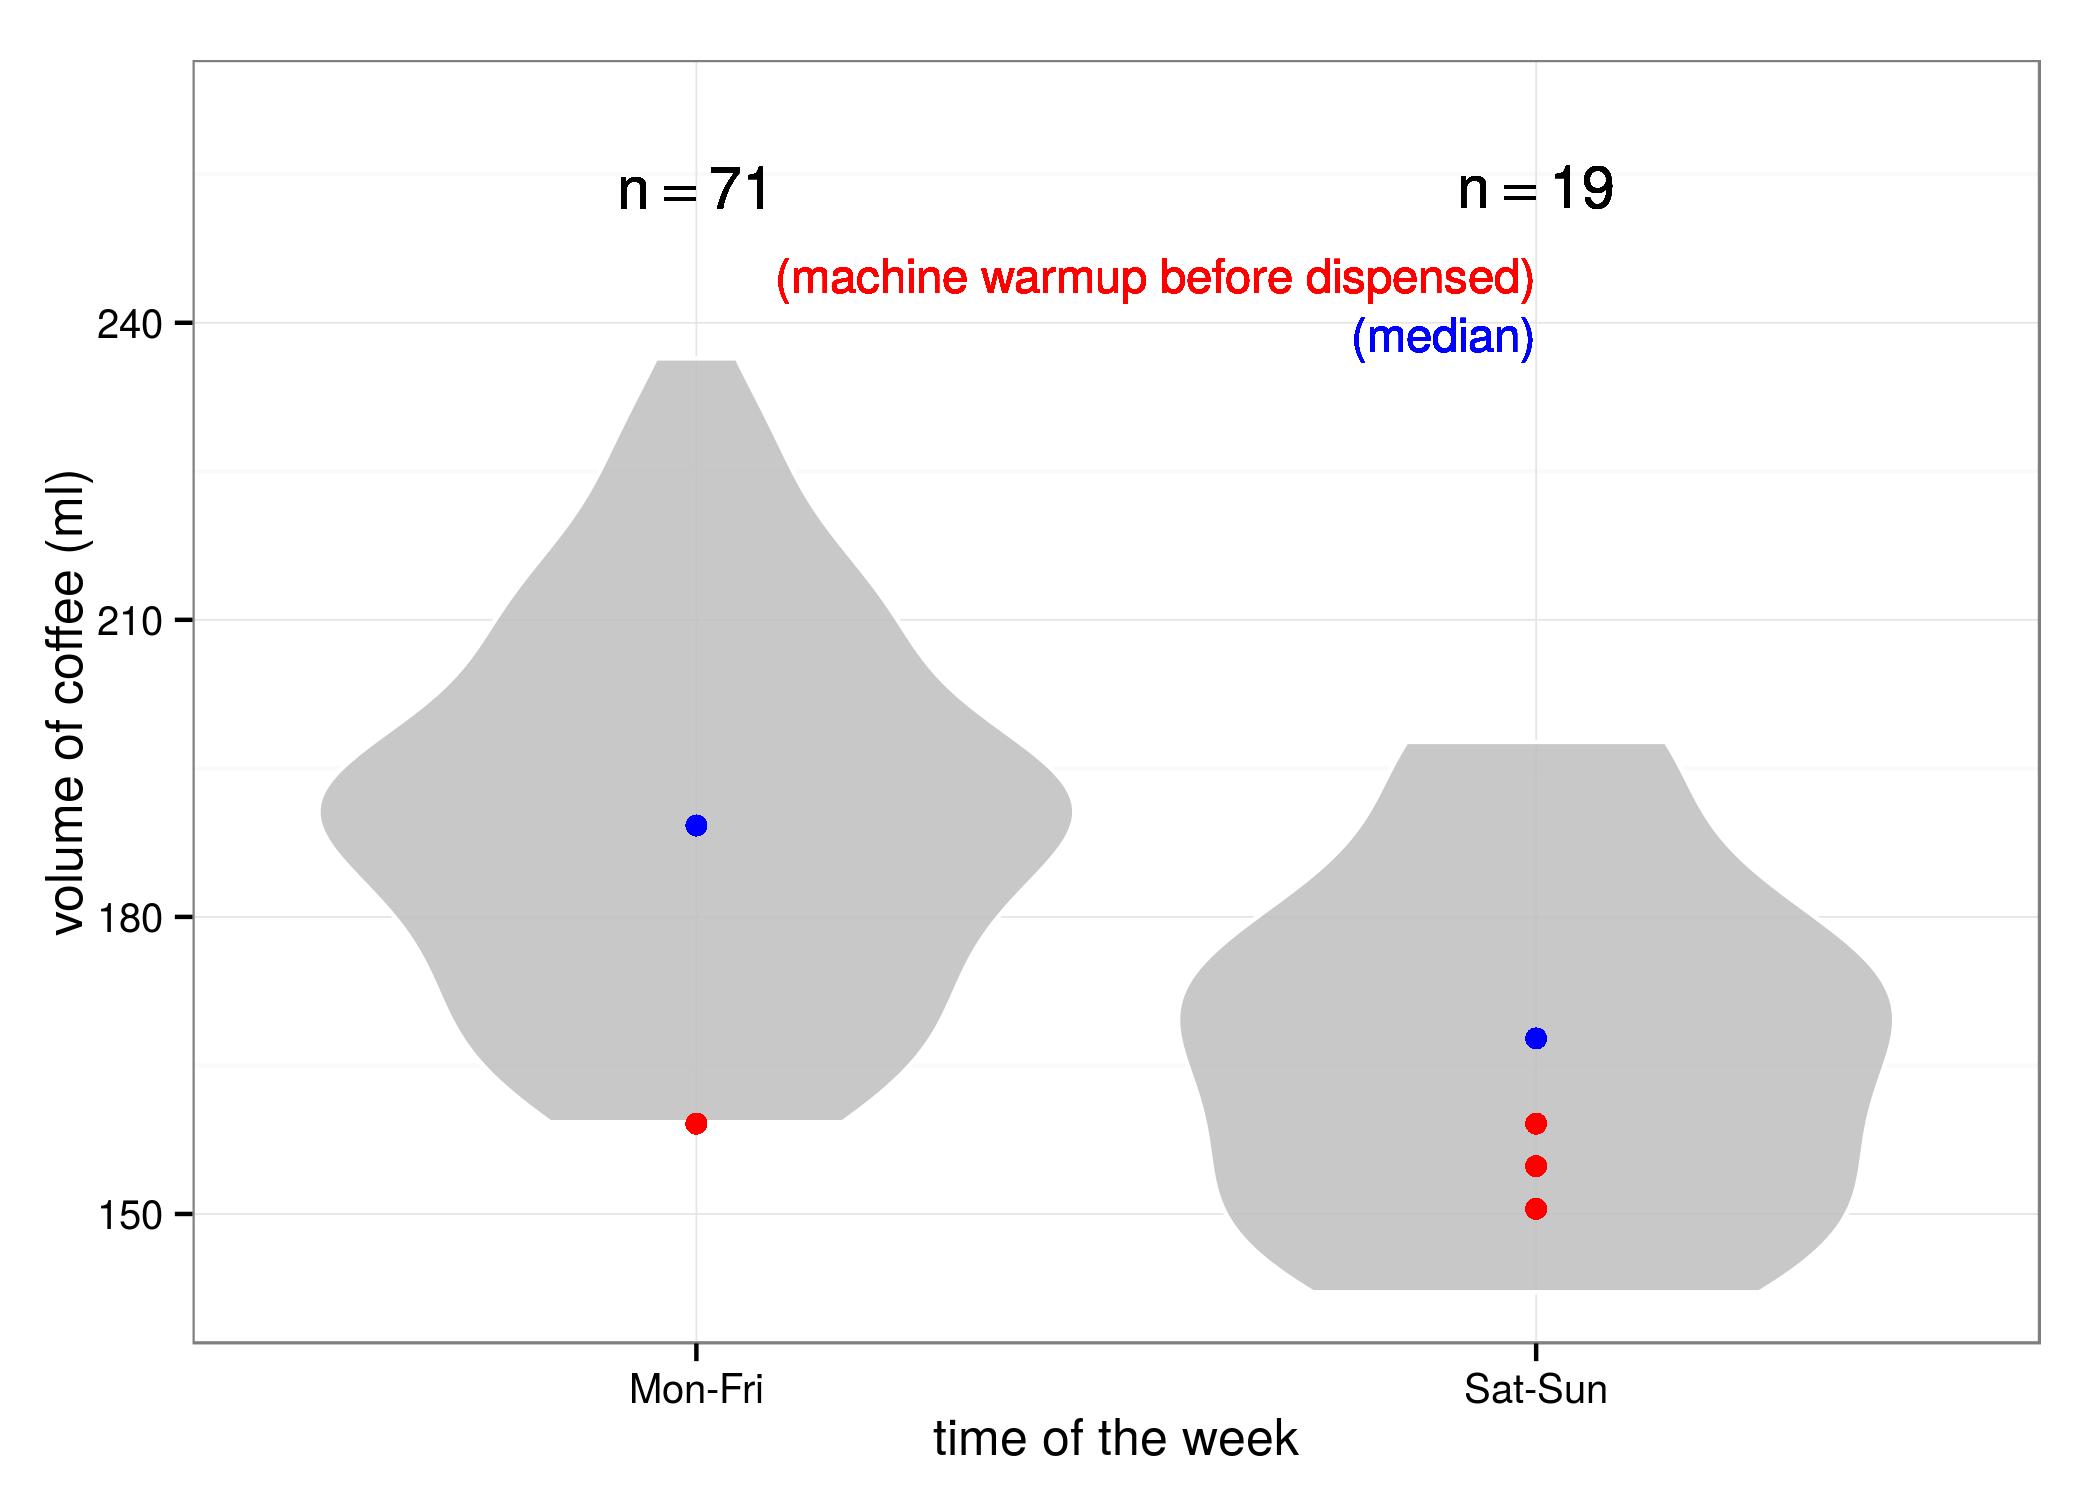 n = 71
n = 19
(machine warmup before dispensed)
(median)
240
210
180
150
volume of coffee (ml)
Mon-Fri
Sat-Sun
time of the week